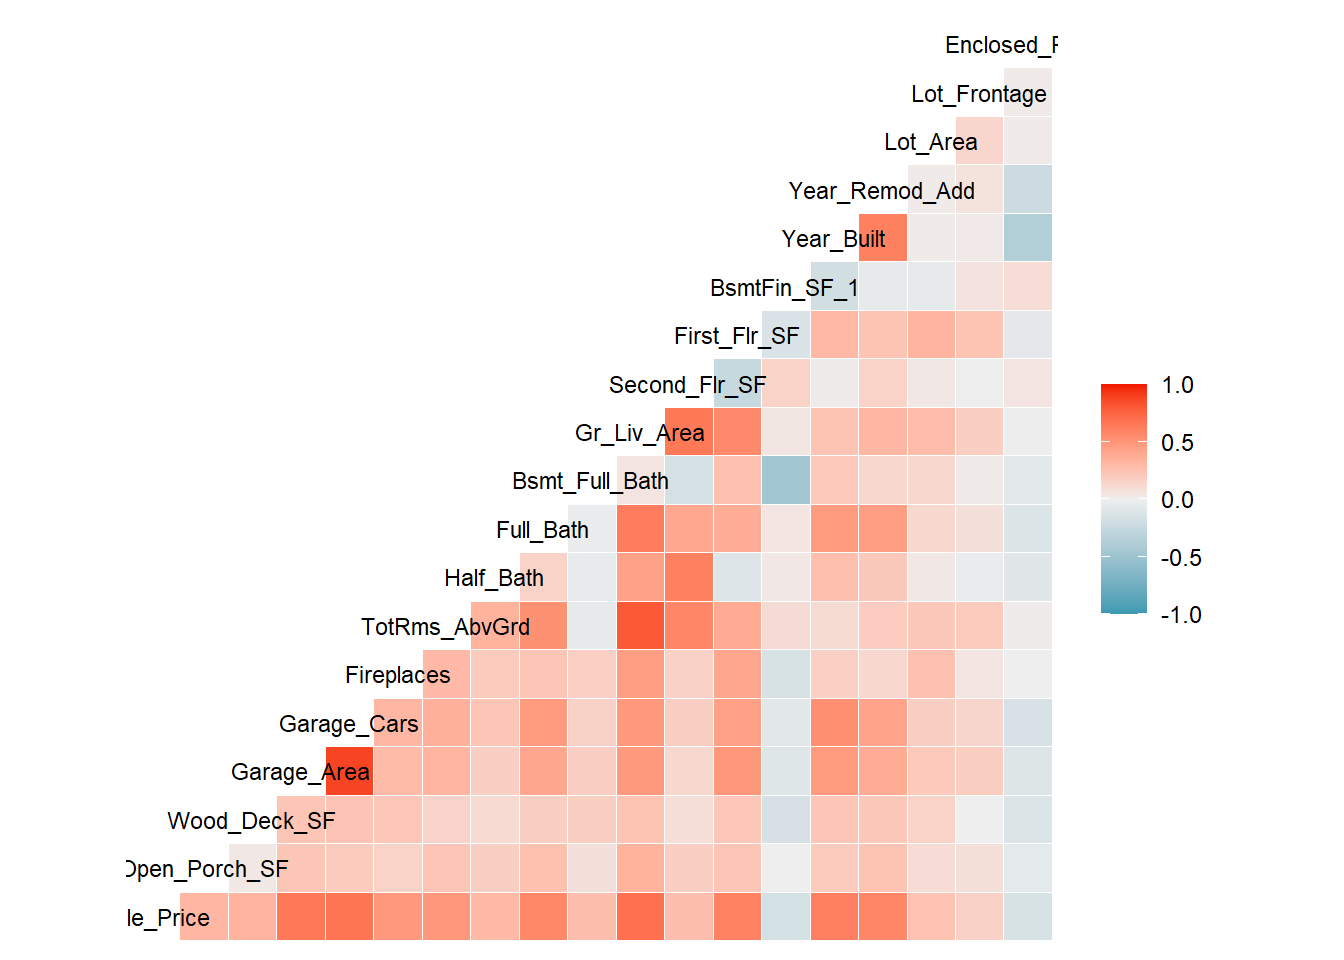 Enclosed_P
Lot_Frontage
Lot_Area
Year_Remod_Add
Year_Built
BsmtFin_SF_1
First_Flr_SF
Second_Flr_SF
Gr_Liv_Area
Bsmt_Full_Bath
Full_Bath
Half_Bath
TotRms_AbvGrd
Fireplaces
Garage_Cars
Garage_Area
Wood_Deck_SF
Open_Porch_SF
le_Price
1.0
0.5
0.0
-0.5
-1.0